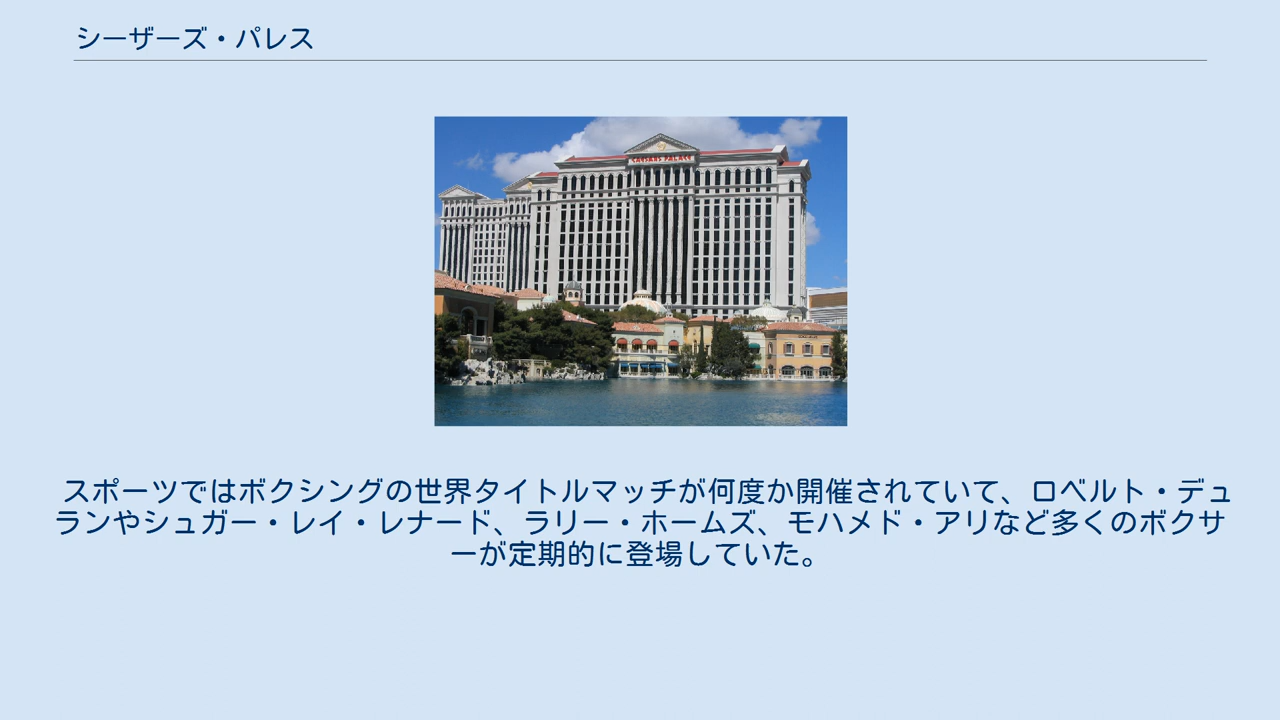 シーザーズ・パレス
CAESARS PALACE
スポーツではボクシングの世界タイトルマッチが何度か開催されていて、ロベルト・デュ
ランやシュガー・レイ・レナード、ラリー・ホームズ、モハメド・アリなど多くのボクサ
ーが定期的に登場していた。